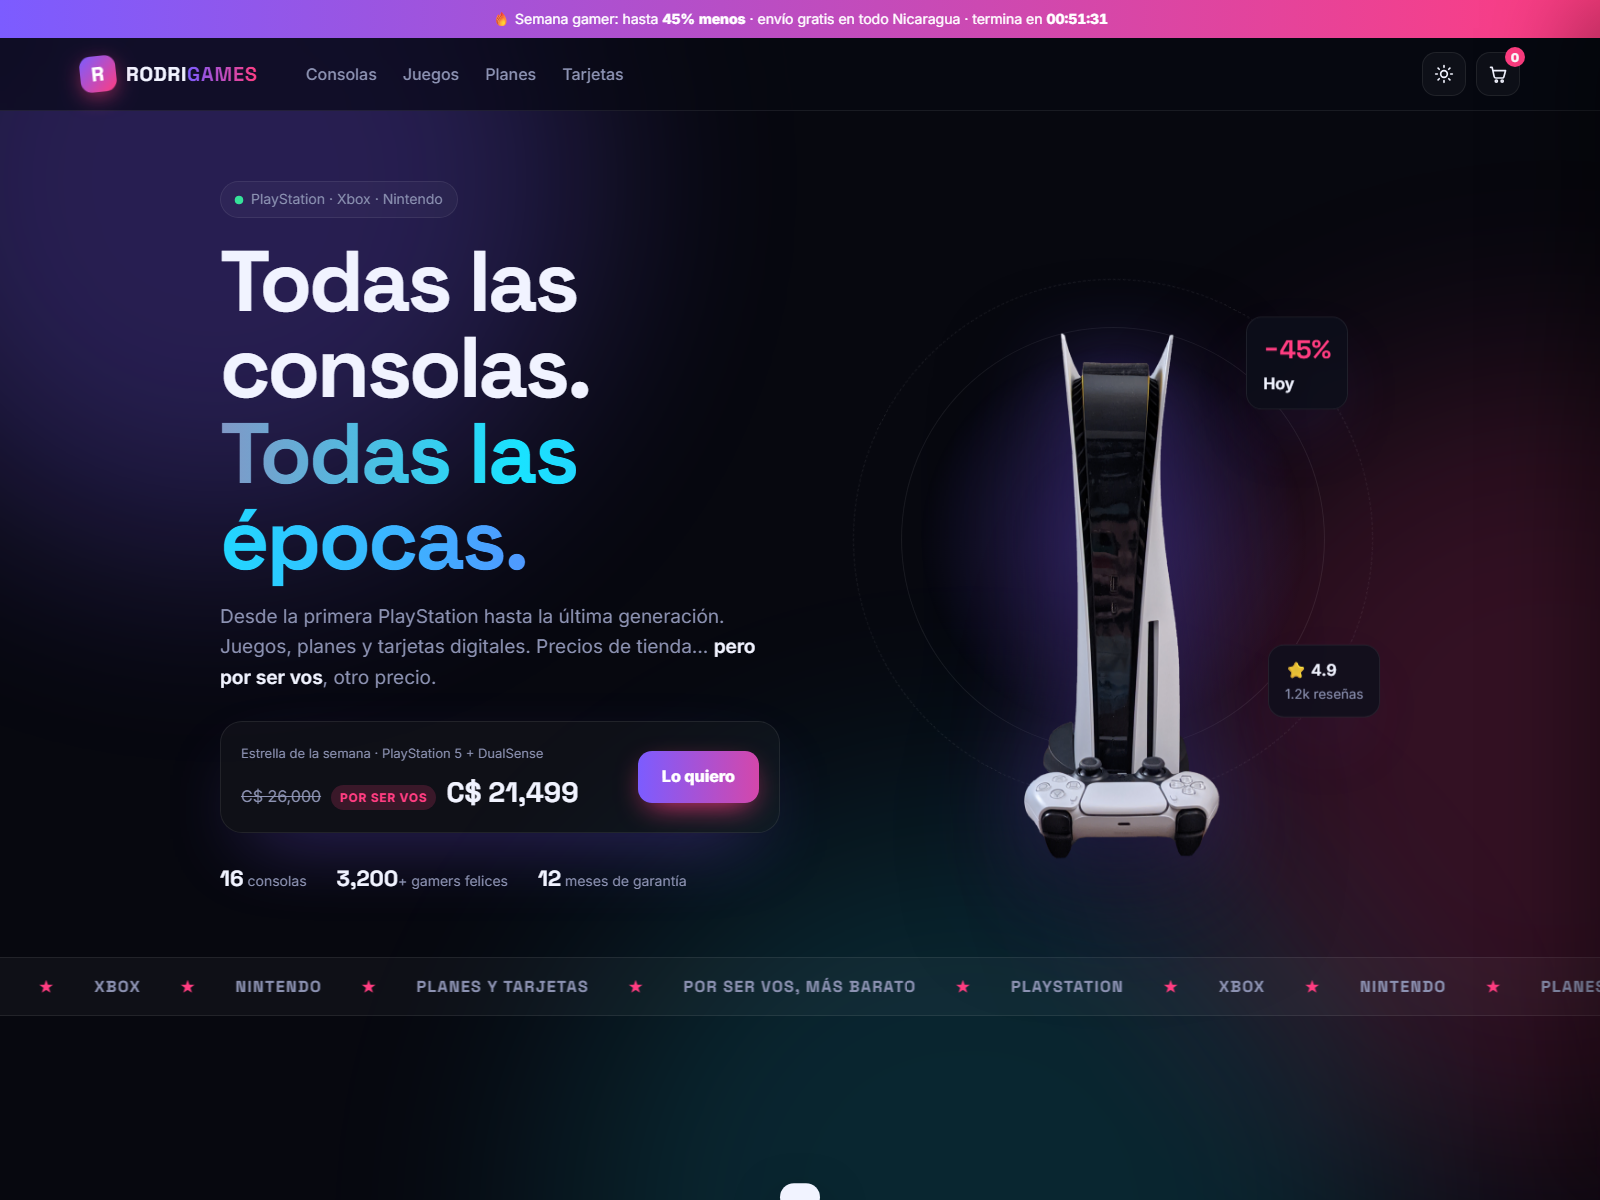 🔥 Semana gamer: hasta 45% menos · envío gratis en todo Nicaragua · termina en 00:51:31
R RODRIGAMES Consolas Juegos Planes Tarjetas 0
PlayStation · Xbox · Nintendo
Todas las
consolas.
Todas las
épocas.
Desde la primera PlayStation hasta la última generación.
Juegos, planes y tarjetas digitales. Precios de tienda... pero
por ser vos, otro precio.
Estrella de la semana · PlayStation 5 + DualSense
C$ 26,000 POR SER VOS C$ 21,499
Lo quiero
16 consolas 3,200+ gamers felices 12 meses de garantía
-45%
Hoy
⭐ 4.9
1.2k reseñas
★ XBOX ★ NINTENDO ★ PLANES Y TARJETAS ★ POR SER VOS, MÁS BARATO ★ PLAYSTATION ★ XBOX ★ NINTENDO ★ PLANES